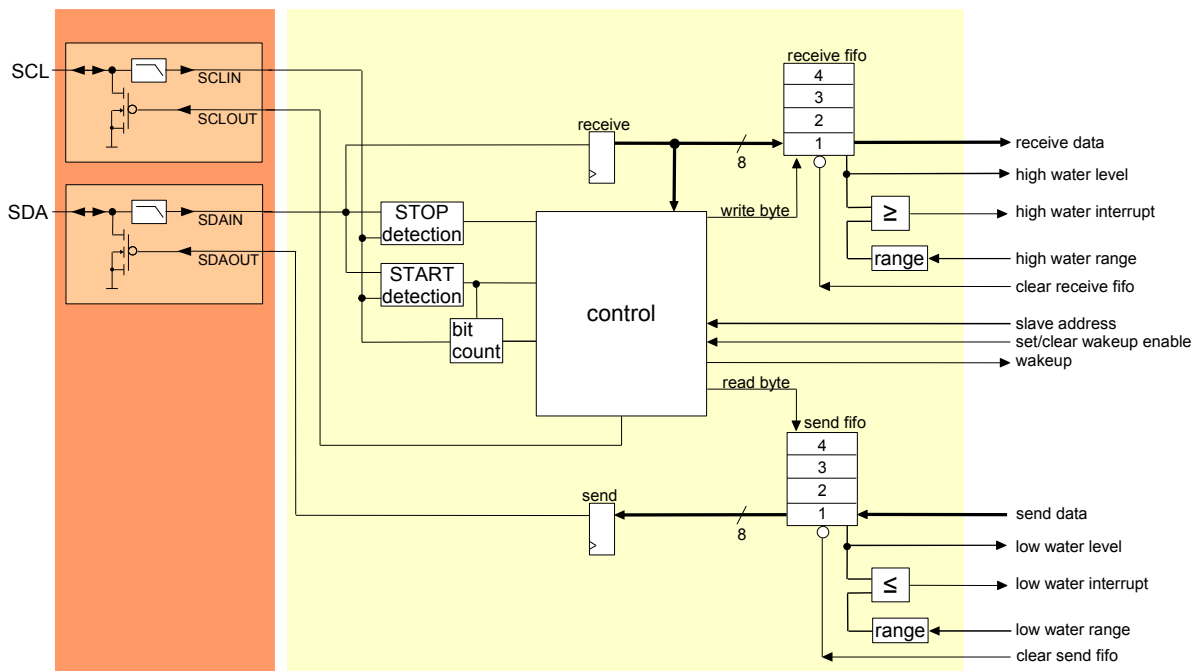 SCL
SCLIN
SCLOUT
SDA
SDAIN
SDAOUT
receive
8
receive fifo
4
3
2
1
receive data
high water level
≥
high water interrupt
range
high water range
clear receive fifo
STOP
detection
START
detection
bit
count
control
write byte
slave address
set/clear wakeup enable
wakeup
read byte
send fifo
4
3
2
1
send
8
send data
low water level
≤
low water interrupt
range
low water range
clear send fifo